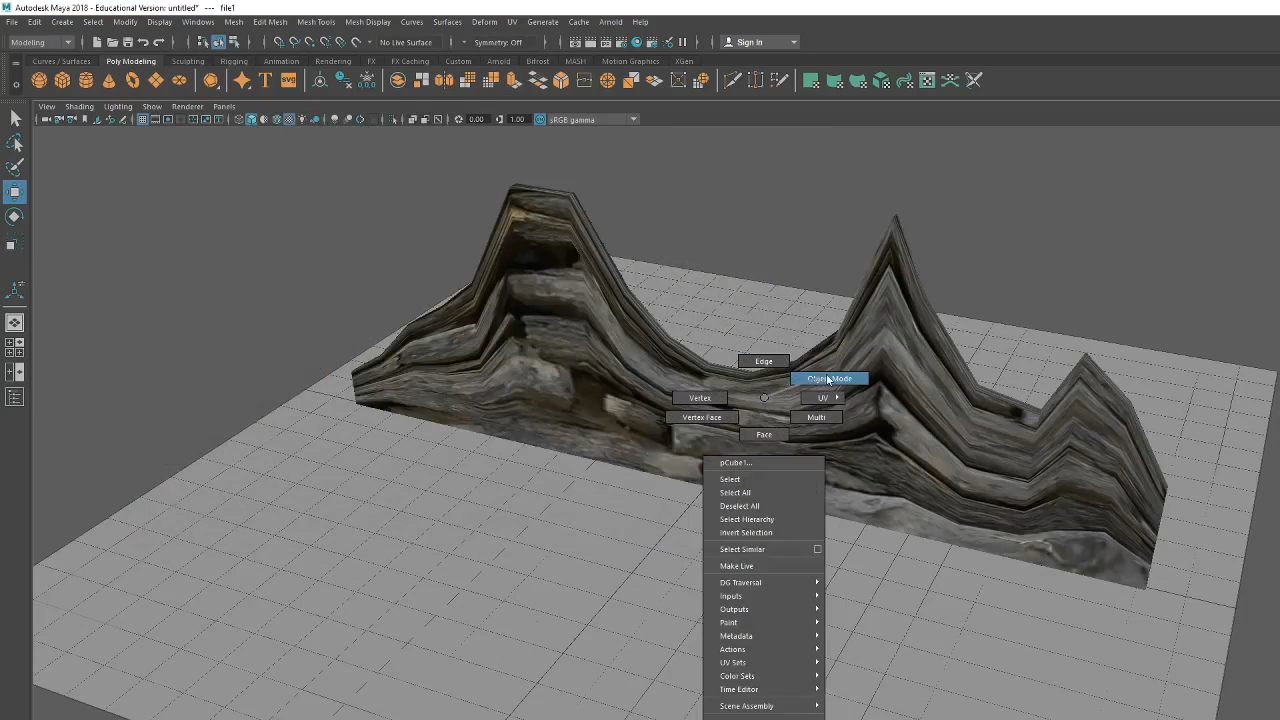 Autodesk Maya 2018 - Educational Version: untitled* --- file1
File Edit Create Select Modify Display Windows Mesh Edit Mesh Mesh Tools Mesh Display Curves Surfaces Deform UV Generate Cache Arnold Help
Modeling No Live Surface Symmetry: Off Sign In
Curves / Surfaces Poly Modeling Sculpting Rigging Animation Rendering FX FX Caching Custom Arnold Bifrost MASH Motion Graphics XGen
T SVG 0,0,0
View Shading Lighting Show Renderer Panels
0.00 1.00 sRGB gamma
Edge
Object Mode
Vertex UV
Vertex Face Multi
Face
pCube1...
Select
Select All
Deselect All
Select Hierarchy
Invert Selection
Select Similar
Make Live
DG Traversal
Inputs
Outputs
Paint
Metadata
Actions
UV Sets
Color Sets
Time Editor
Scene Assembly